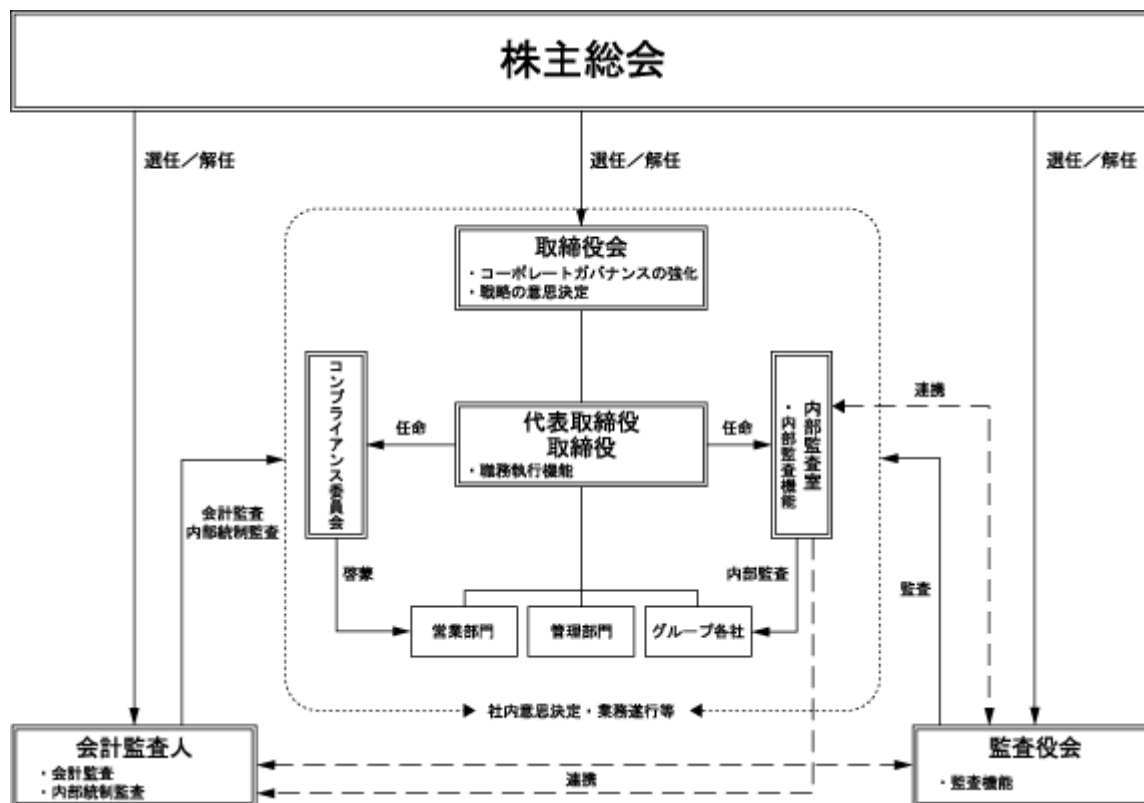 株主総会
選任／解任
選任／解任
選任／解任
取締役会
・コーポレートガバナンスの強化
・戦略の意思決定
コンプライアンス委員会
任命
代表取締役
取締役
・職務執行機能
任命
内部監査室
・内部監査機能
連携
会計監査
内部統制監査
啓蒙
内部監査
監査
営業部門
管理部門
グループ各社
社内意思決定・業務遂行等
会計監査人
・会計監査
・内部統制監査
連携
監査役会
・監査機能